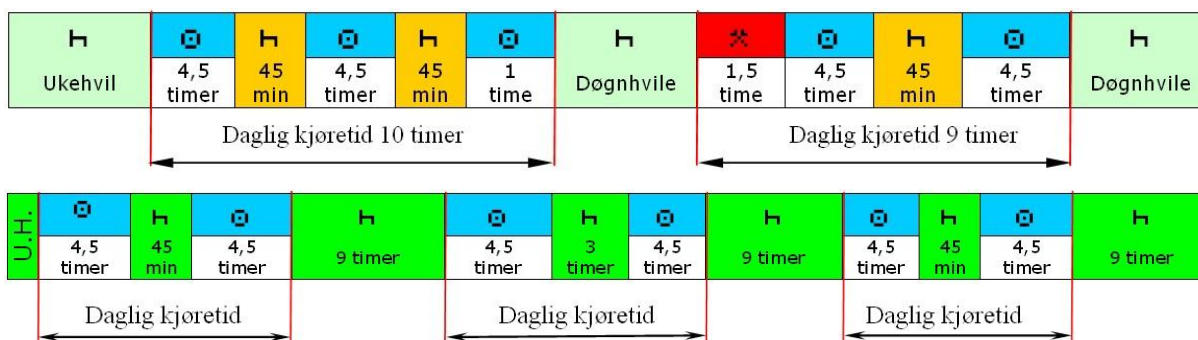 Ukehvil
4,5 timer
45 min
4,5 timer
45 min
1 time
Døgnhvile
1,5 time
4,5 timer
45 min
4,5 timer
Døgnhvile
Daglig kjøretid 10 timer
Daglig kjøretid 9 timer
U.H.
4,5 timer
45 min
4,5 timer
9 timer
4,5 timer
3 timer
4,5 timer
9 timer
4,5 timer
45 min
4,5 timer
9 timer
Daglig kjøretid
Daglig kjøretid
Daglig kjøretid